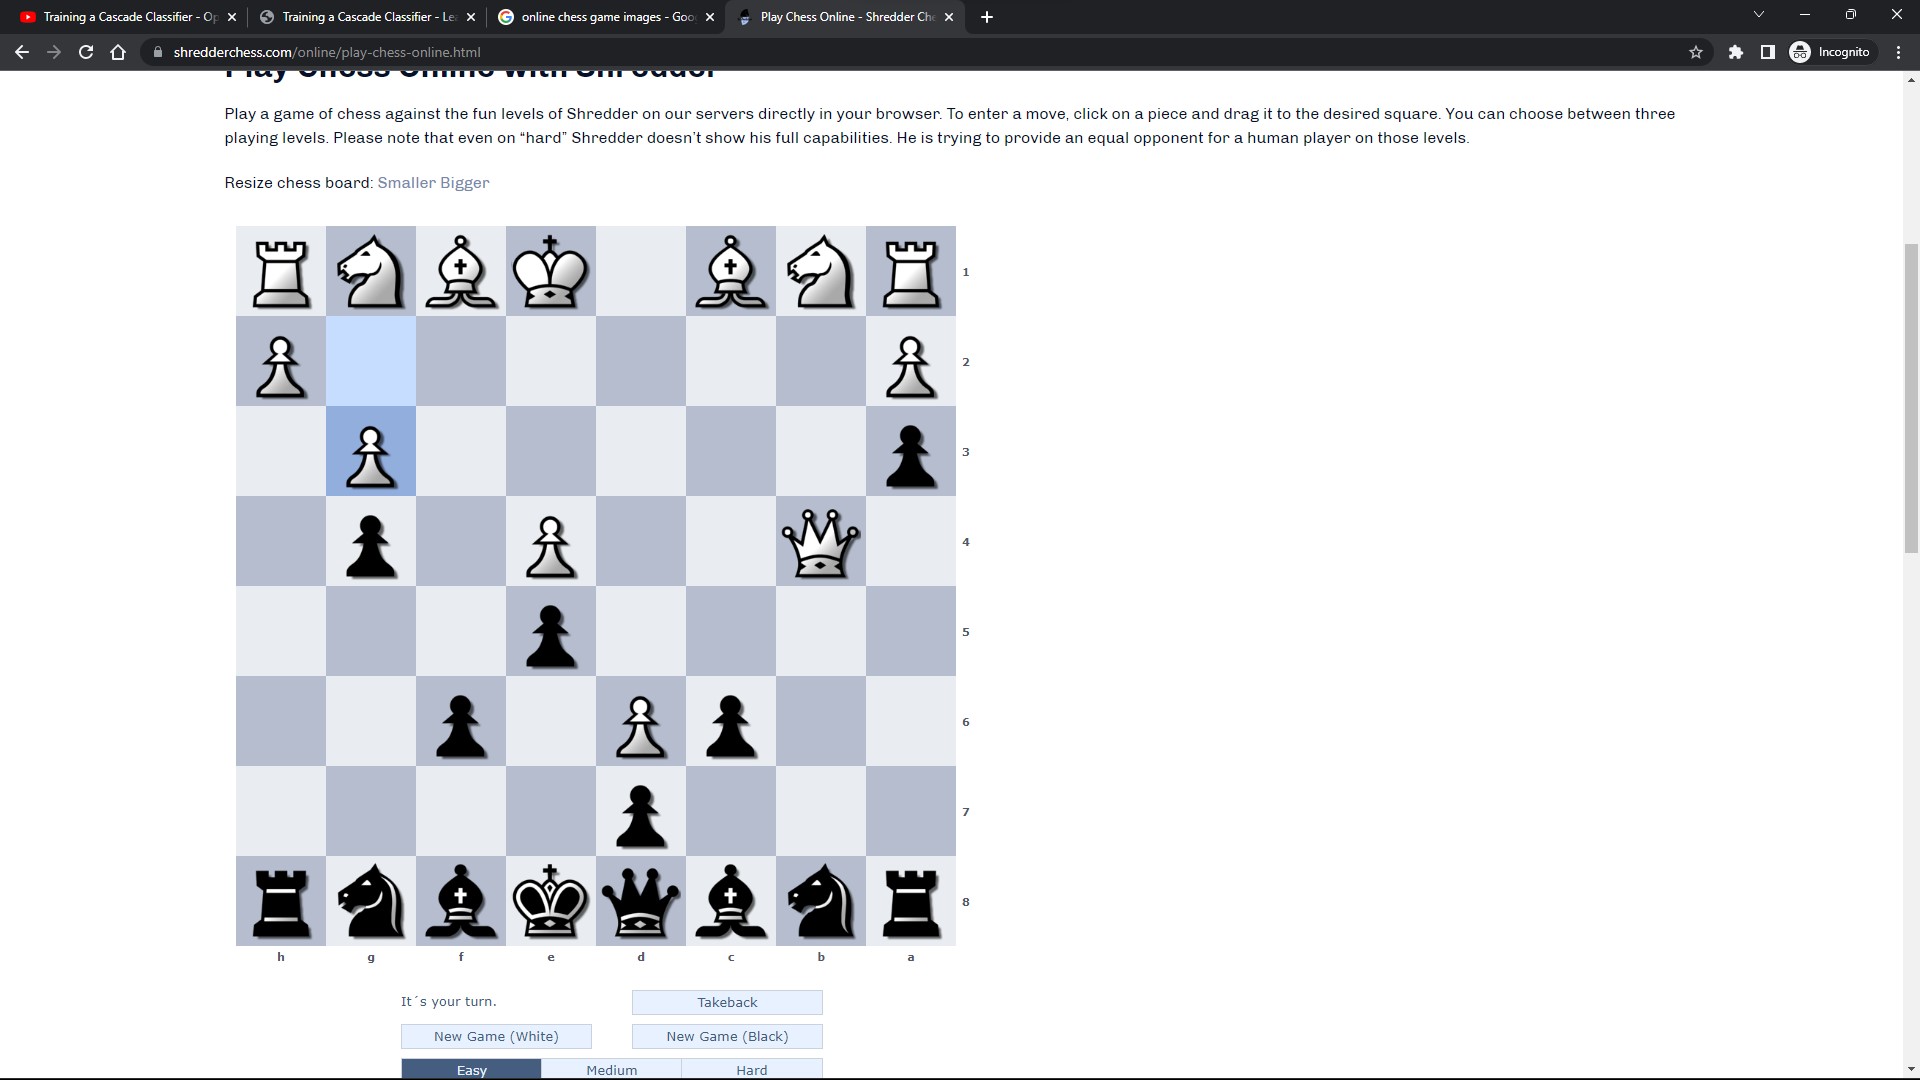 Training a Cascade Classifier - Op
Training a Cascade Classifier - Le
online chess game images - Goo
Play Chess Online - Shredder Che
shredderchess.com/online/play-chess-online.html
Incognito
Play Chess Online with Shredder
Play a game of chess against the fun levels of Shredder on our servers directly in your browser. To enter a move, click on a piece and drag it to the desired square. You can choose between three
playing levels. Please note that even on “hard” Shredder doesn’t show his full capabilities. He is trying to provide an equal opponent for a human player on those levels.
Resize chess board: Smaller Bigger
1
2
3
4
5
6
7
8
h g f e d c b a
It´s your turn.
Takeback
New Game (White)
New Game (Black)
Easy
Medium
Hard